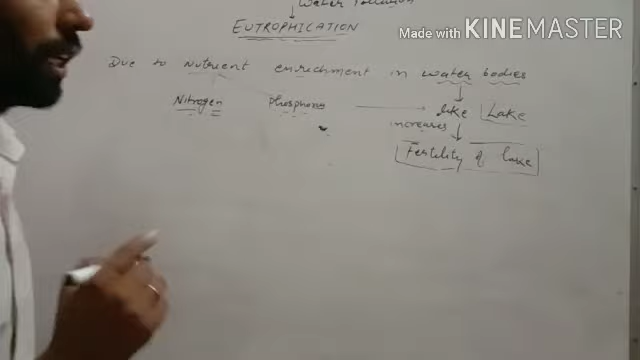 Water Pollution
Made with KINEMASTER
EUTROPHICATION
Due to nutrient enrichment in water bodies
Nitrogen Phosphorus like Lake
increases
Fertility of lake